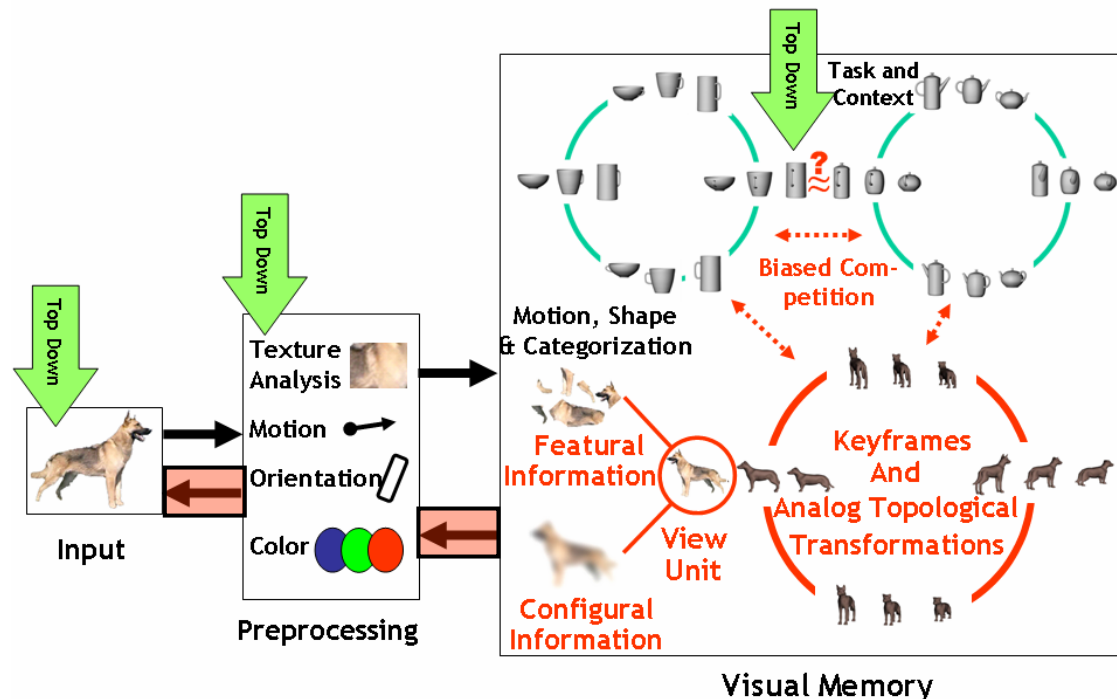 Top Down
Input
Top Down
Texture
Analysis
Motion
Orientation
Color
Preprocessing
Top Down
Task and
Context
?
≈
Biased Com-
petition
Motion, Shape
& Categorization
Featural
Information
View
Unit
Configural
Information
Keyframes
And
Analog Topological
Transformations
Visual Memory